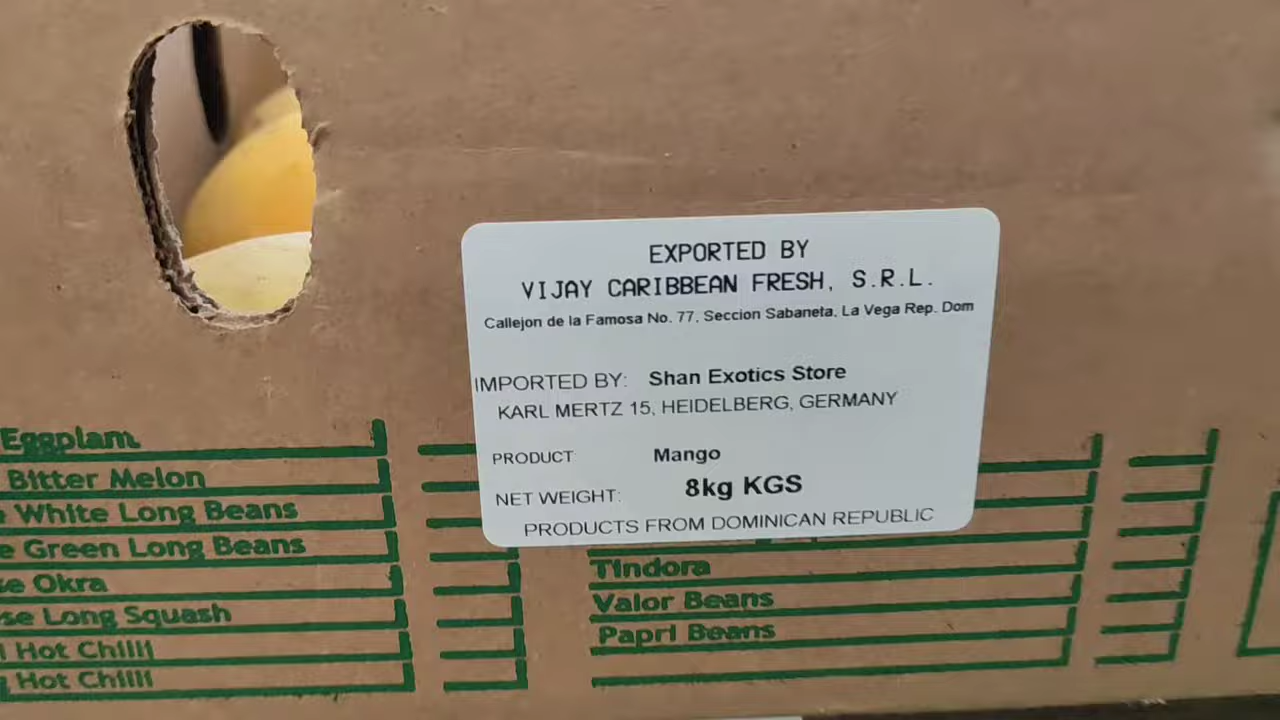 EXPORTED BY
VIJAY CARIBBEAN FRESH, S.R.L.
Callejon de la Famosa No. 77, Seccion Sabaneta, La Vega Rep. Dom
IMPORTED BY: Shan Exotics Store
KARL MERTZ 15, HEIDELBERG, GERMANY
PRODUCT: Mango
NET WEIGHT: 8kg KGS
PRODUCTS FROM DOMINICAN REPUBLIC
Eggplant
Bitter Melon
White Long Beans
Green Long Beans
Okra
Long Squash
Hot Chilli
Hot Chilli
Tindora
Valor Beans
Papri Beans